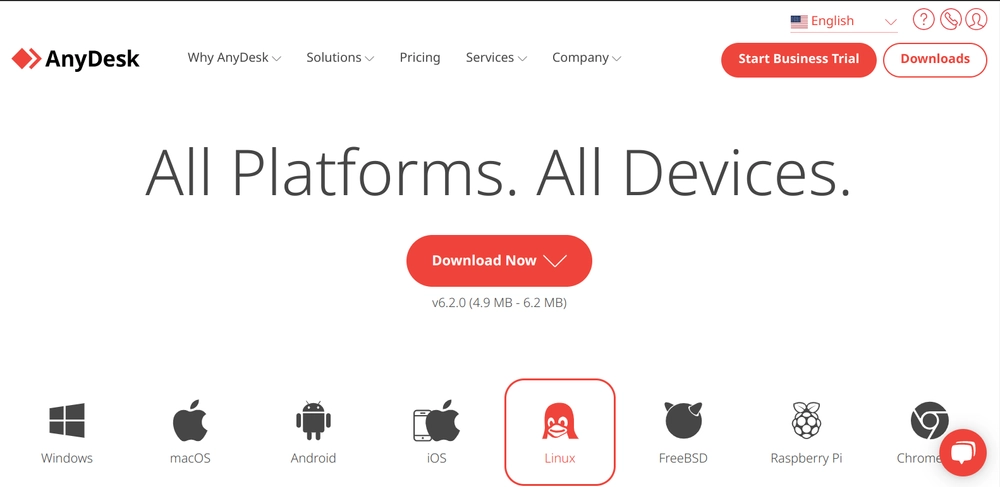 English
AnyDesk
Why AnyDesk
Solutions
Pricing
Services
Company
Start Business Trial
Downloads
All Platforms. All Devices.
Download Now
v6.2.0 (4.9 MB - 6.2 MB)
Windows
macOS
Android
iOS
Linux
FreeBSD
Raspberry Pi
Chrome